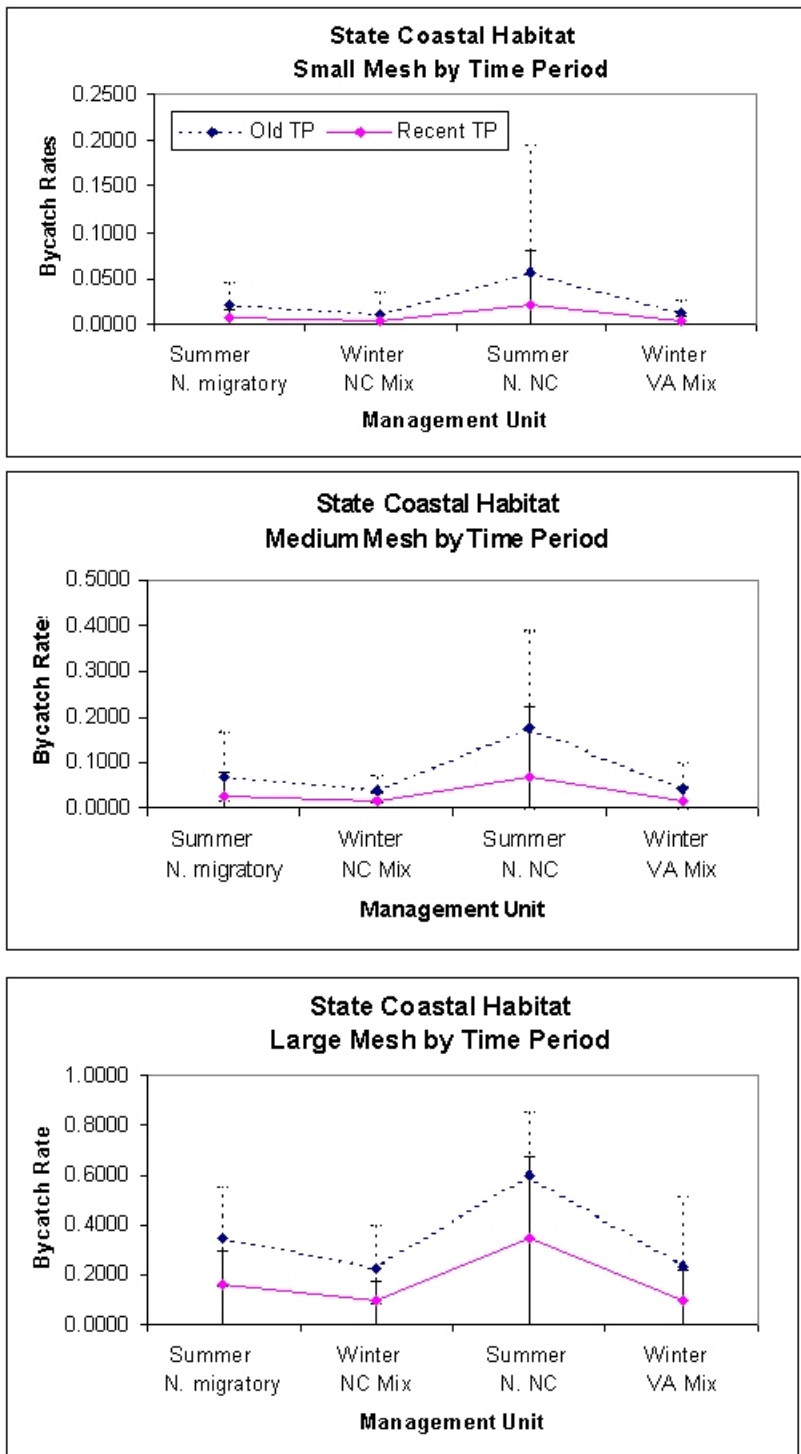 State Coastal Habitat
Small Mesh by Time Period
0.2500
0.2000
0.1500
0.1000
0.0500
0.0000
Bycatch Rates
Old TP
Recent TP
Summer Winter Summer Winter
N. migratory NC Mix N. NC VA Mix
Management Unit
State Coastal Habitat
Medium Mesh by Time Period
0.5000
0.4000
0.3000
0.2000
0.1000
0.0000
Bycatch Rate
Summer Winter Summer Winter
N. migratory NC Mix N. NC VA Mix
Management Unit
State Coastal Habitat
Large Mesh by Time Period
1.0000
0.8000
0.6000
0.4000
0.2000
0.0000
Bycatch Rate
Summer Winter Summer Winter
N. migratory NC Mix N. NC VA Mix
Management Unit